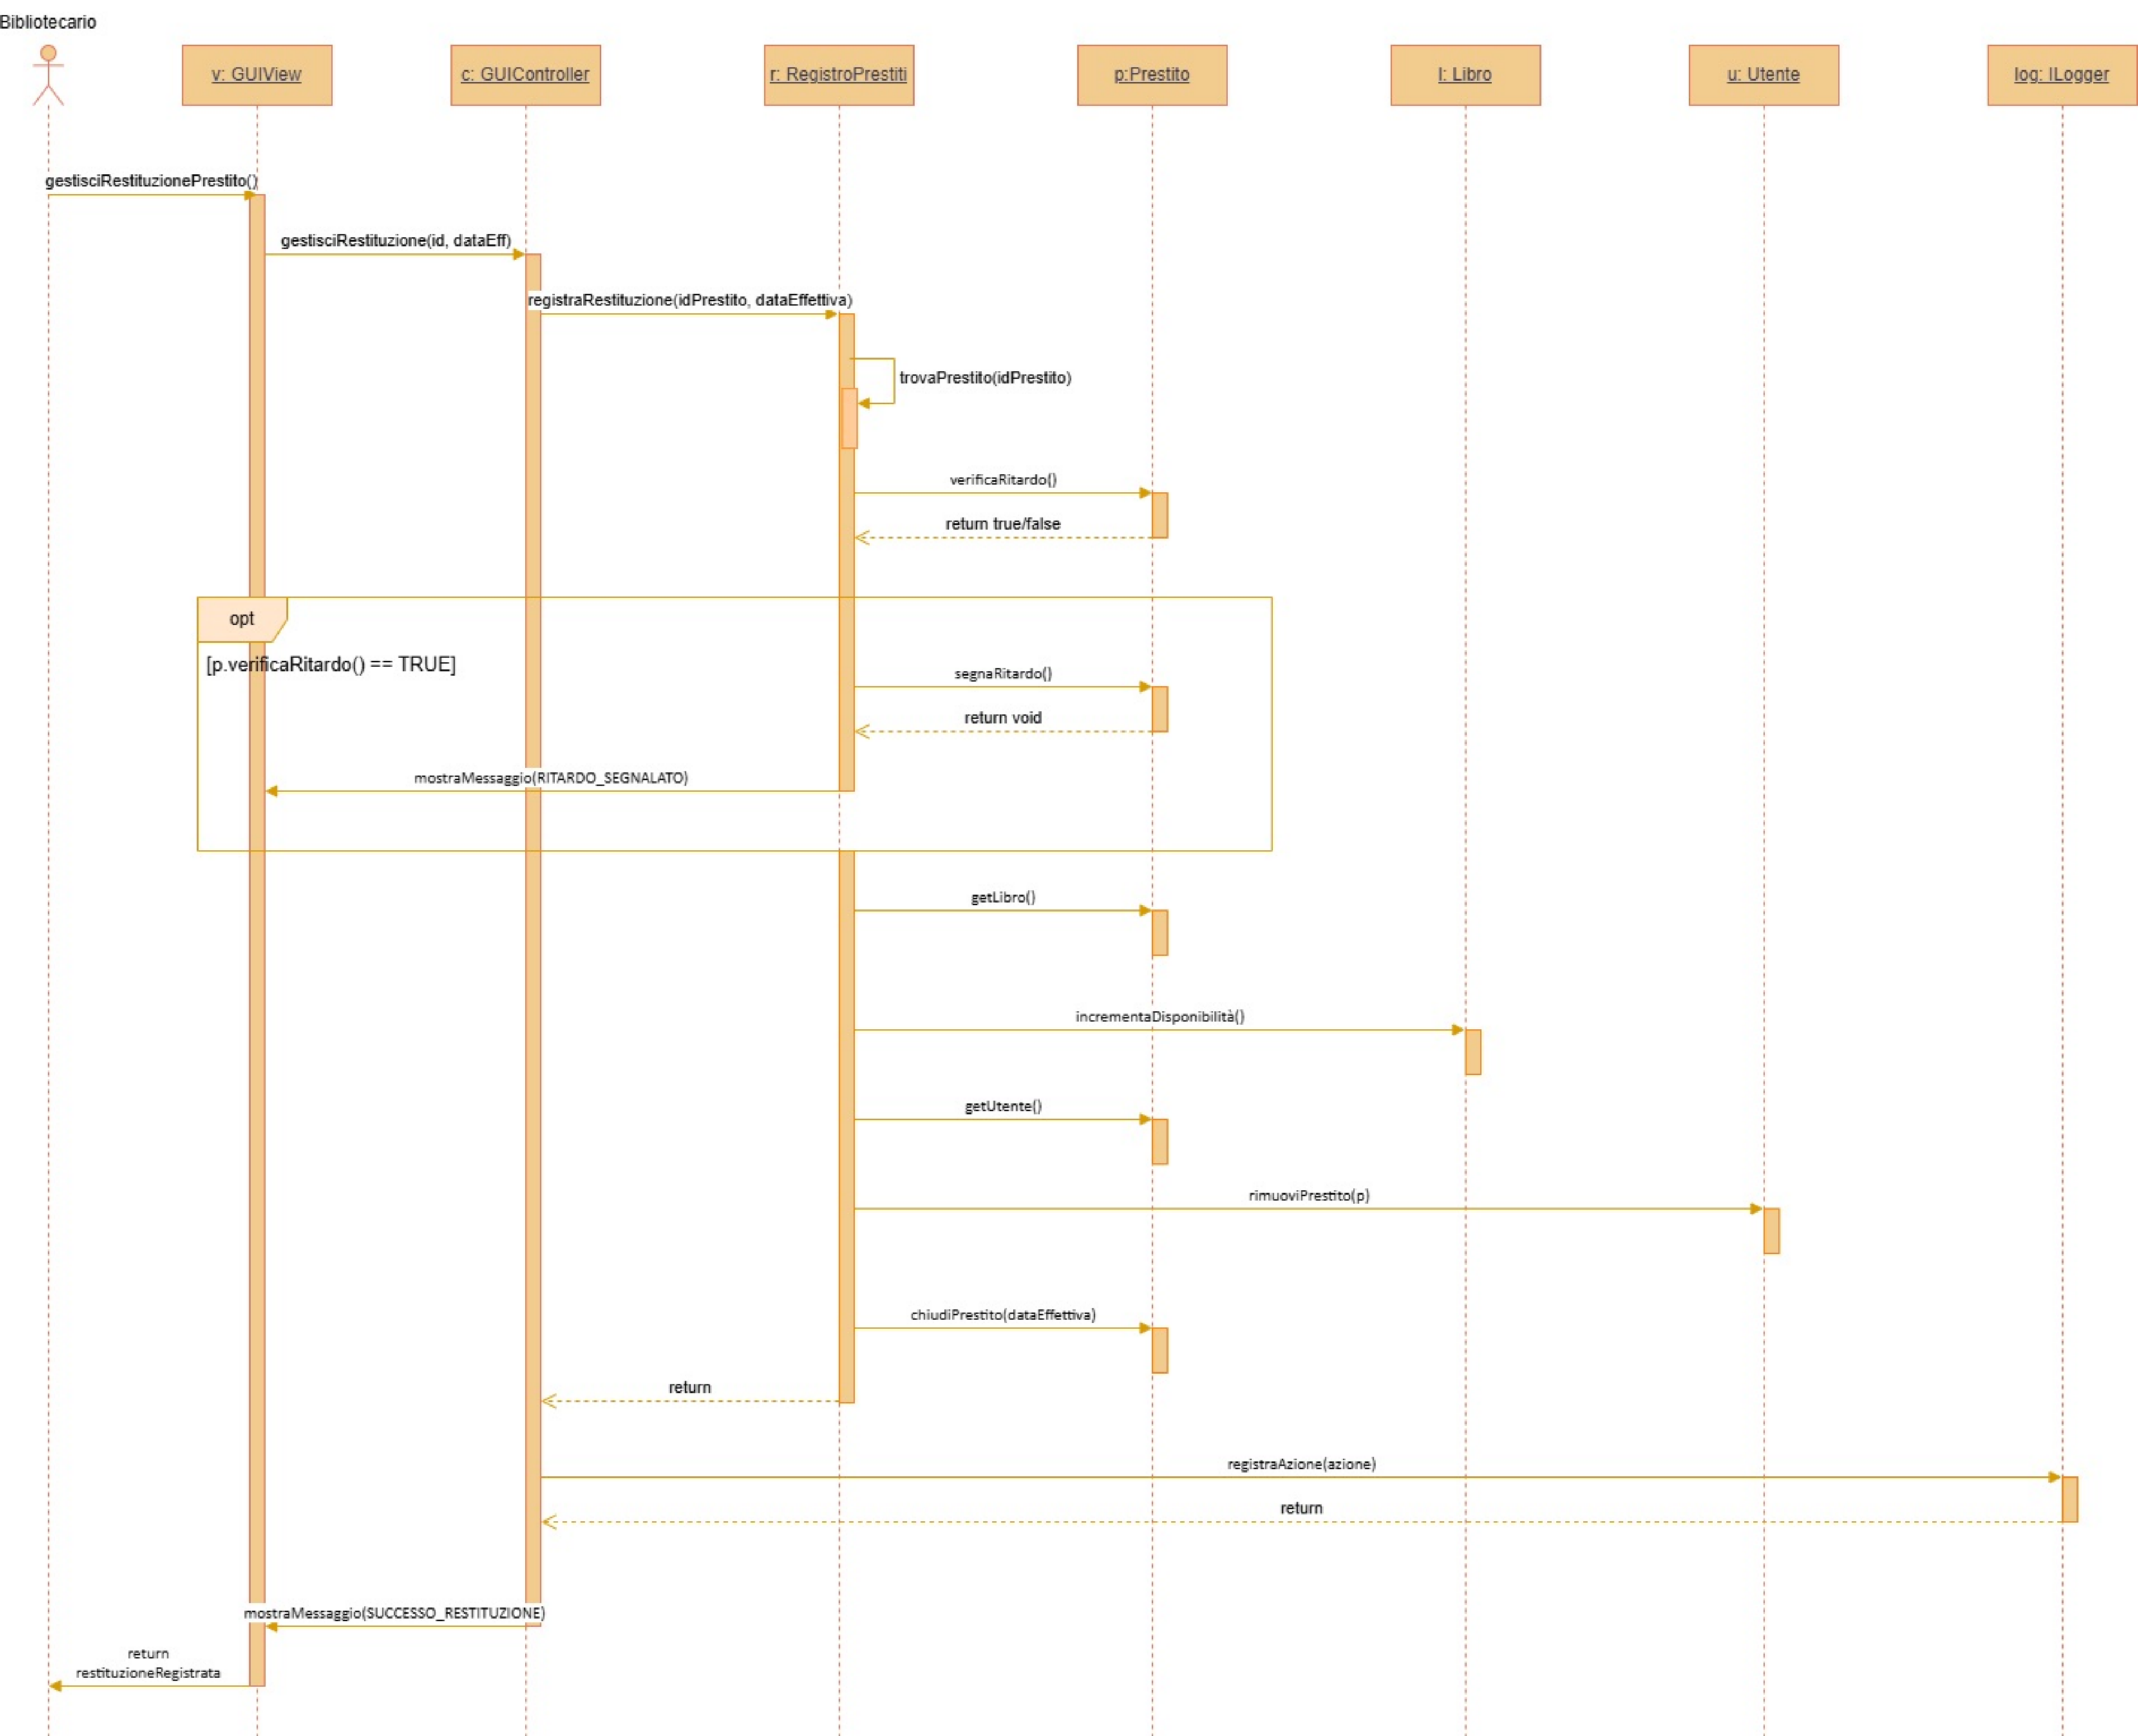 Bibliotecario
v: GUIView
c: GUIController
r: RegistroPrestiti
p:Prestito
l: Libro
u: Utente
log: ILogger
gestisciRestituzionePrestito()
gestisciRestituzione(id, dataEff)
registraRestituzione(idPrestito, dataEffettiva)
trovaPrestito(idPrestito)
verificaRitardo()
return true/false
opt
[p.verificaRitardo() == TRUE]
segnaRitardo()
return void
mostraMessaggio(RITARDO_SEGNALATO)
getLibro()
incrementaDisponibilità()
getUtente()
rimuoviPrestito(p)
chiudiPrestito(dataEffettiva)
return
registraAzione(azione)
return
mostraMessaggio(SUCCESSO_RESTITUZIONE)
return
restituzioneRegistrata